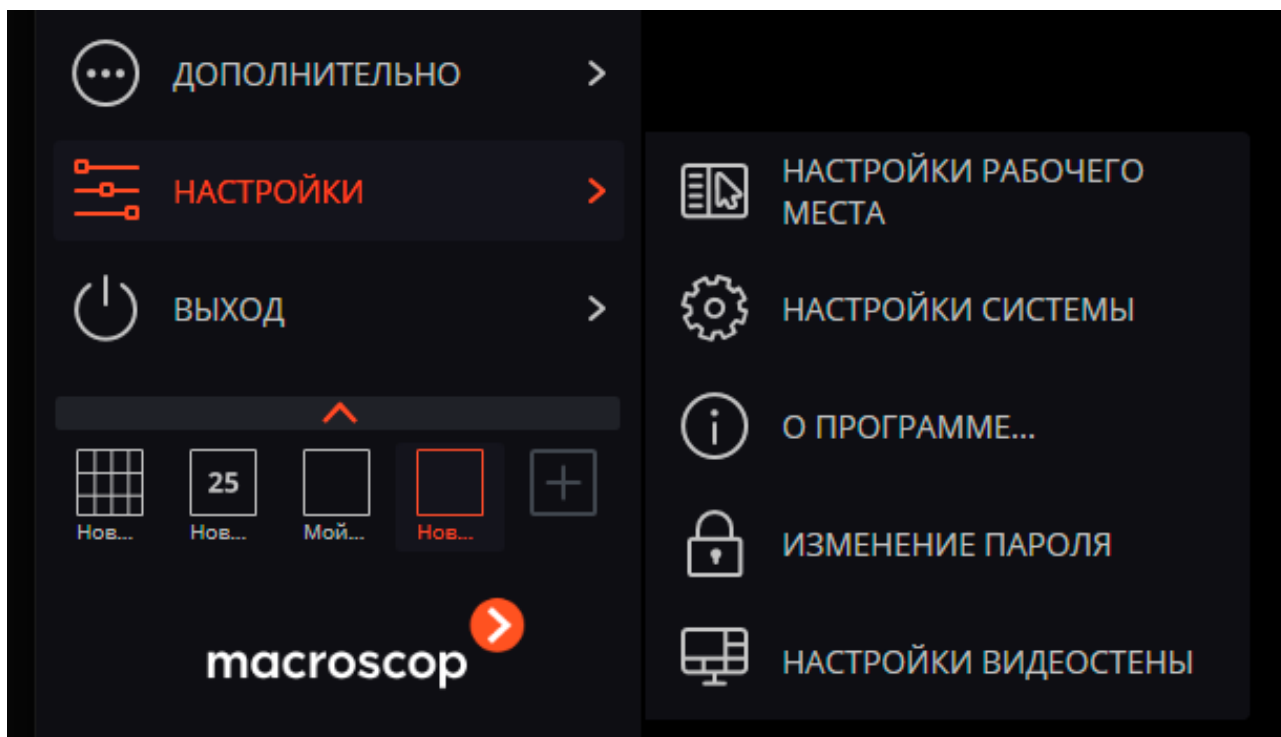 ДОПОЛНИТЕЛЬНО
НАСТРОЙКИ
ВЫХОД
25
Нов...
Нов...
Мой...
Нов...
macroscop
НАСТРОЙКИ РАБОЧЕГО
МЕСТА
НАСТРОЙКИ СИСТЕМЫ
О ПРОГРАММЕ...
ИЗМЕНЕНИЕ ПАРОЛЯ
НАСТРОЙКИ ВИДЕОСТЕНЫ